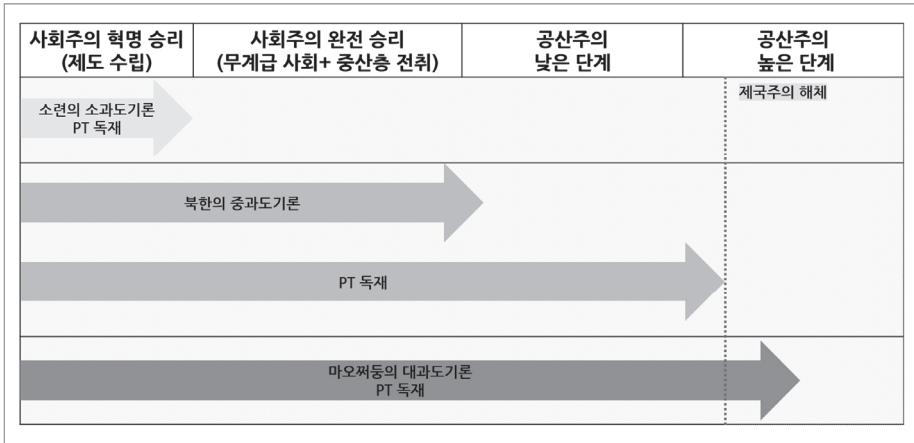 사회주의 혁명 승리
(제도 수립)
사회주의 완전 승리
(무계급 사회+ 중산층 전취)
공산주의
낮은 단계
공산주의
높은 단계
제국주의 해체
소련의 소과도기론
PT 독재
북한의 중과도기론
PT 독재
마오쩌둥의 대과도기론
PT 독재